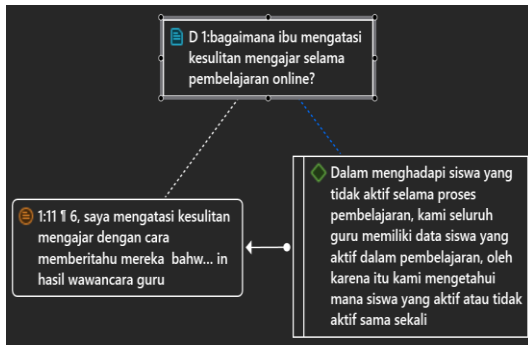 D 1:bagaimana ibu mengatasi
kesulitan mengajar selama
pembelajaran online?
1:11 ¶ 6, saya mengatasi kesulitan
mengajar dengan cara
memberitahu mereka bahw... in
hasil wawancara guru
Dalam menghadapi siswa yang
tidak aktif selama proses
pembelajaran, kami seluruh
guru memiliki data siswa yang
aktif dalam pembelajaran, oleh
karena itu kami mengetahui
mana siswa yang aktif atau tidak
aktif sama sekali